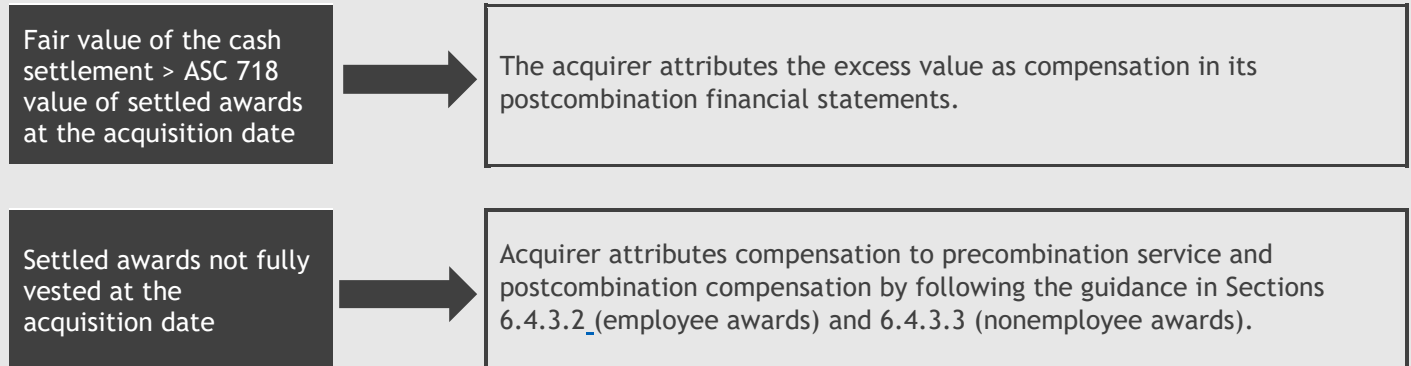 Fair value of the cash
settlement > ASC 718
value of settled awards
at the acquisition date
The acquirer attributes the excess value as compensation in its
postcombination financial statements.
Settled awards not fully
vested at the
acquisition date
Acquirer attributes compensation to precombination service and
postcombination compensation by following the guidance in Sections
6.4.3.2 (employee awards) and 6.4.3.3 (nonemployee awards).